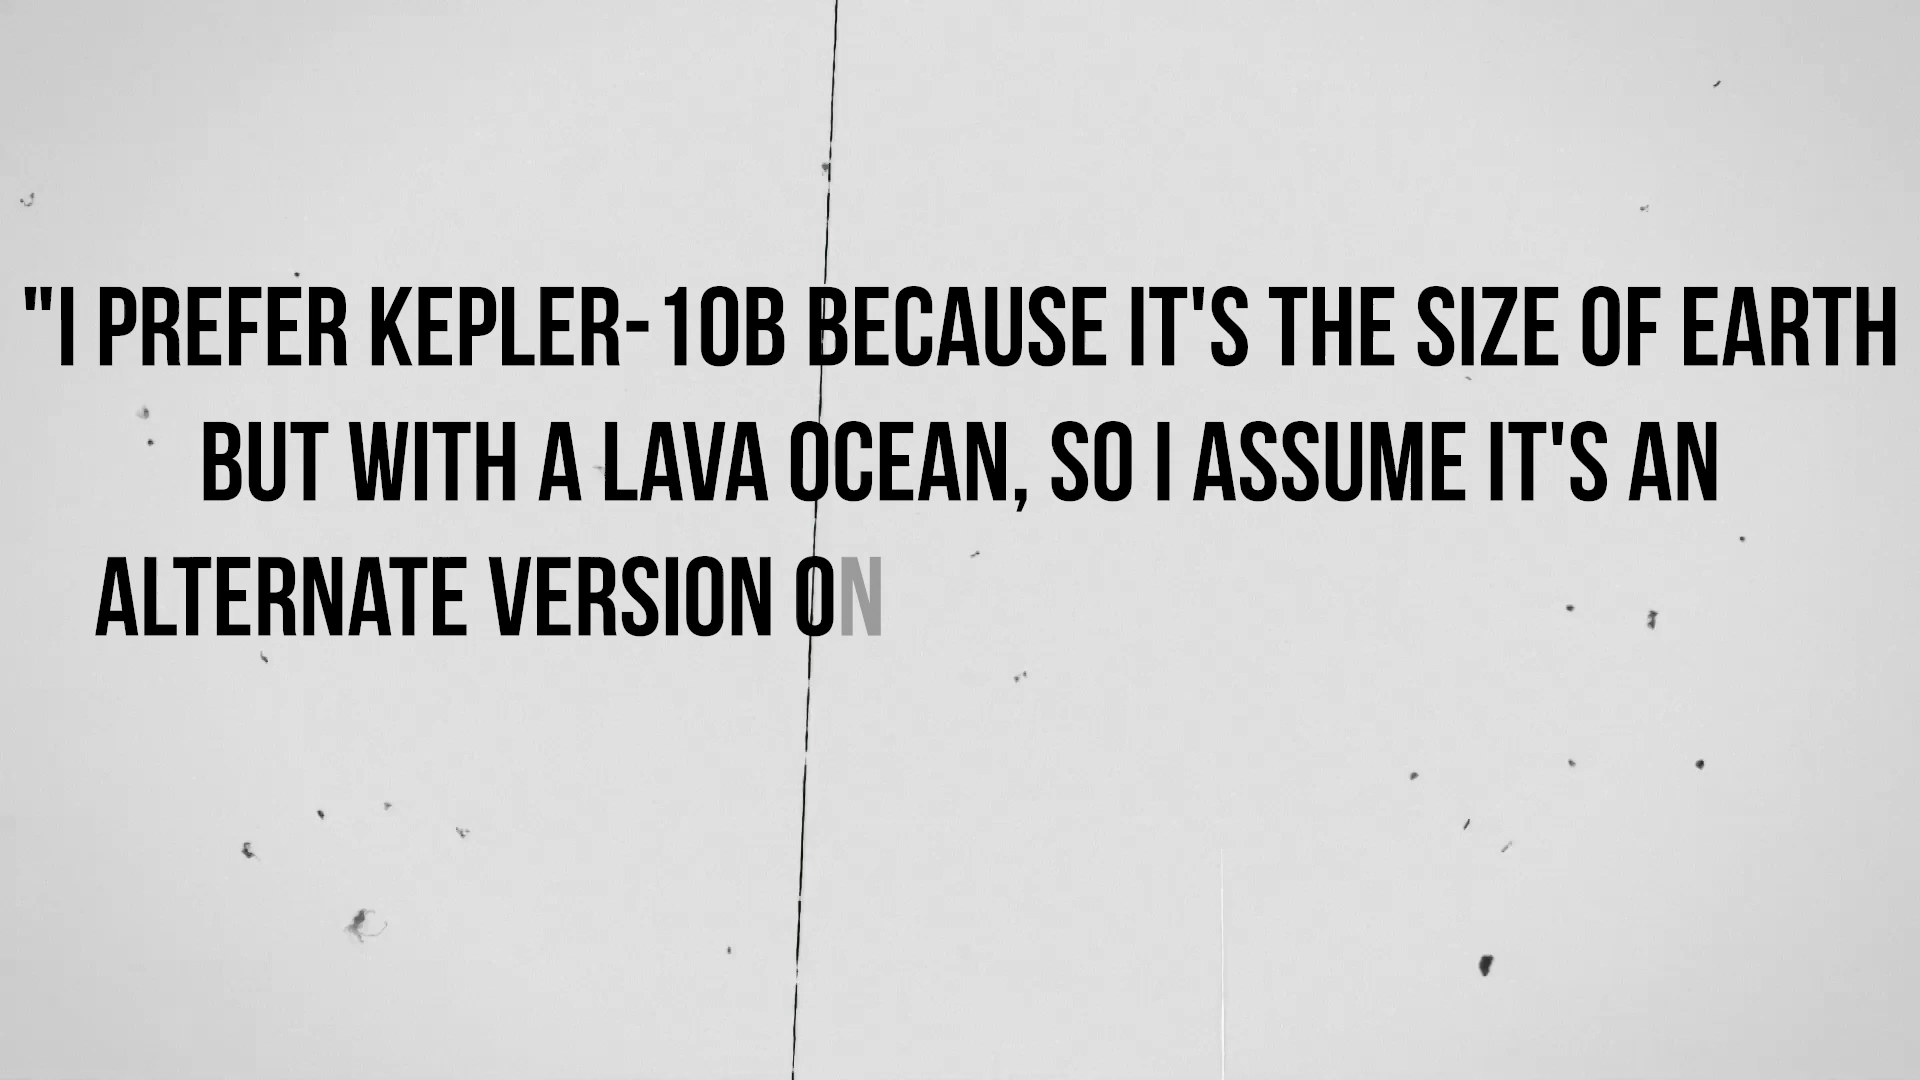 "I PREFER KEPLER-10B BECAUSE IT'S THE SIZE OF EARTH
BUT WITH A LAVA OCEAN, SO I ASSUME IT'S AN
ALTERNATE VERSION ON